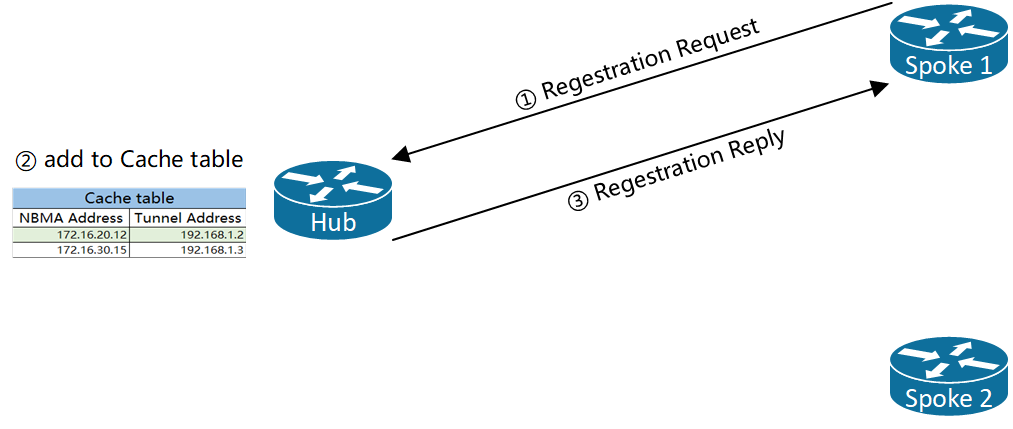 ① Regestration Request
Spoke 1
② add to Cache table
③ Regestration Reply
Cache table
NBMA Address Tunnel Address
172.16.20.12 192.168.1.2
172.16.30.15 192.168.1.3
Hub
Spoke 2